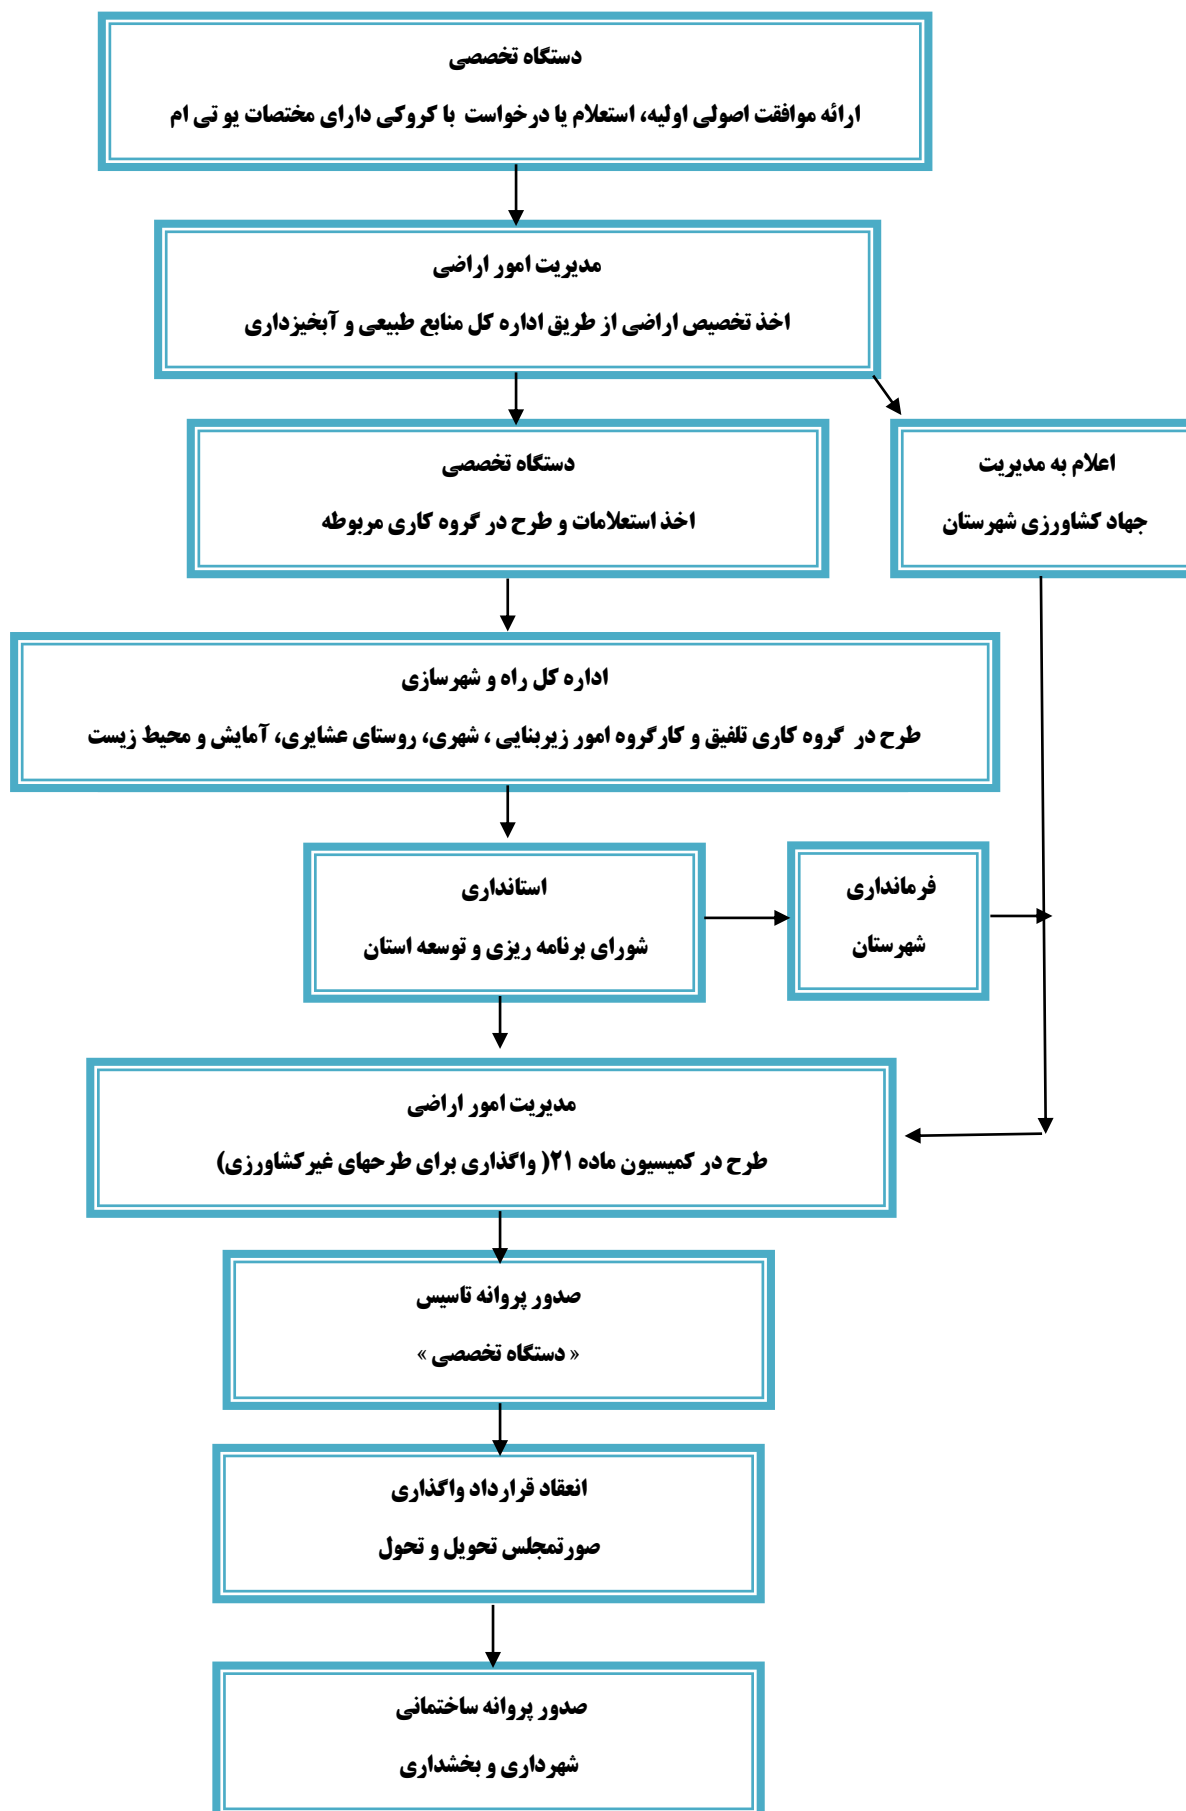 دستگاه تخصصی
ارائه موافقت اصولی اولیه، استعلام یا درخواست با کروکی دارای مختصات یو تی ام
مدیریت امور اراضی
اخذ تخصیص اراضی از طریق اداره کل منابع طبیعی و آبخیزداری
دستگاه تخصصی
اخذ استعلامات و طرح در گروه کاری مربوطه
اعلام به مدیریت
جهاد کشاورزی شهرستان
اداره کل راه و شهرسازی
طرح در گروه کاری تلفیق و کارگروه امور زیربنایی ، شهری، روستای عشایری، آمایش و محیط زیست
استانداری
شورای برنامه ریزی و توسعه استان
فرمانداری
شهرستان
مدیریت امور اراضی
طرح در کمیسیون ماده ۲۱( واگذاری برای طرحهای غیرکشاورزی)
صدور پروانه تاسیس
« دستگاه تخصصی »
انعقاد قرارداد واگذاری
صورتمجلس تحویل و تحول
صدور پروانه ساختمانی
شهرداری و بخشداری